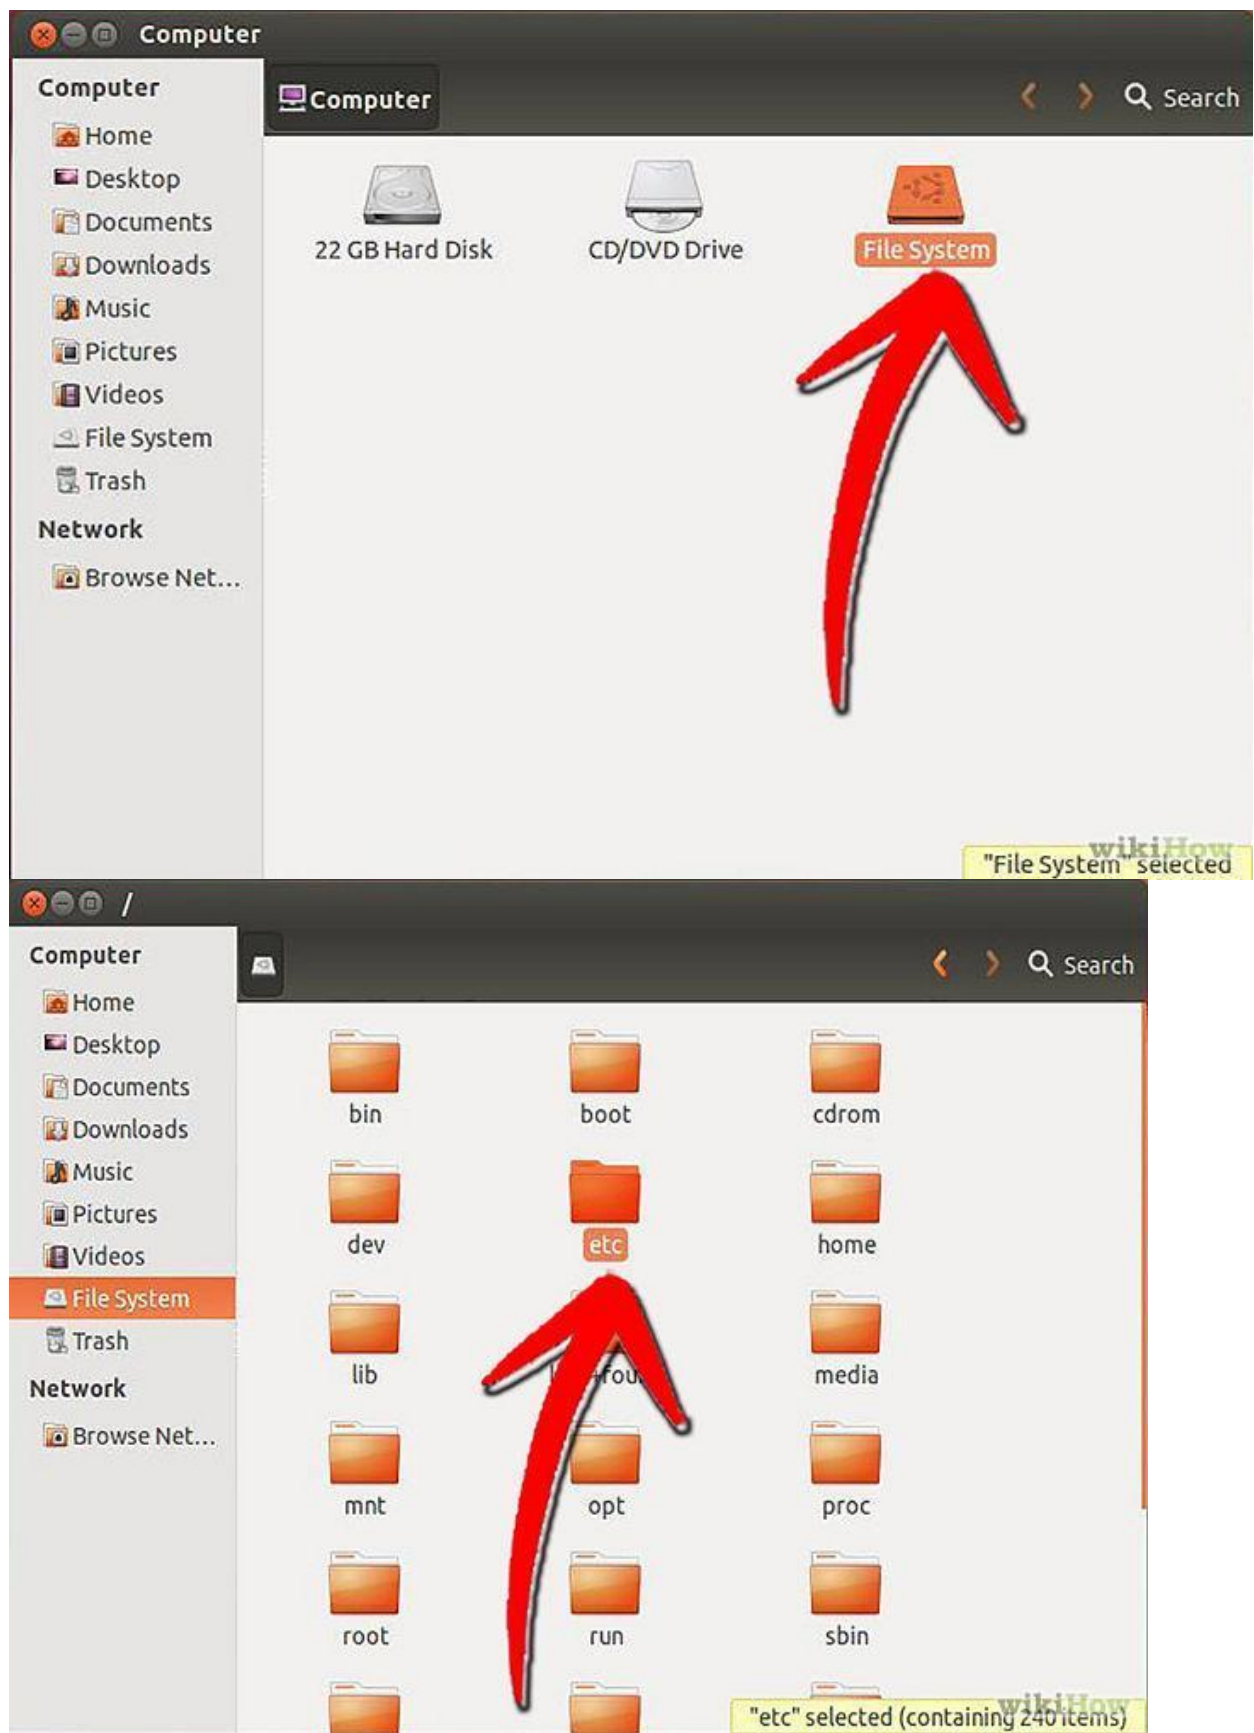 Computer
Computer
Computer
Search
Home
Desktop
Documents
Downloads
Music
Pictures
Videos
File System
Trash
Network
Browse Net...
22 GB Hard Disk
CD/DVD Drive
File System
wikiHow
"File System" selected
/
Computer
Search
Home
Desktop
Documents
Downloads
Music
Pictures
Videos
File System
Trash
Network
Browse Net...
bin
boot
cdrom
dev
etc
home
lib
media
mnt
opt
proc
root
run
sbin
wikiHow
"etc" selected (containing 240 items)